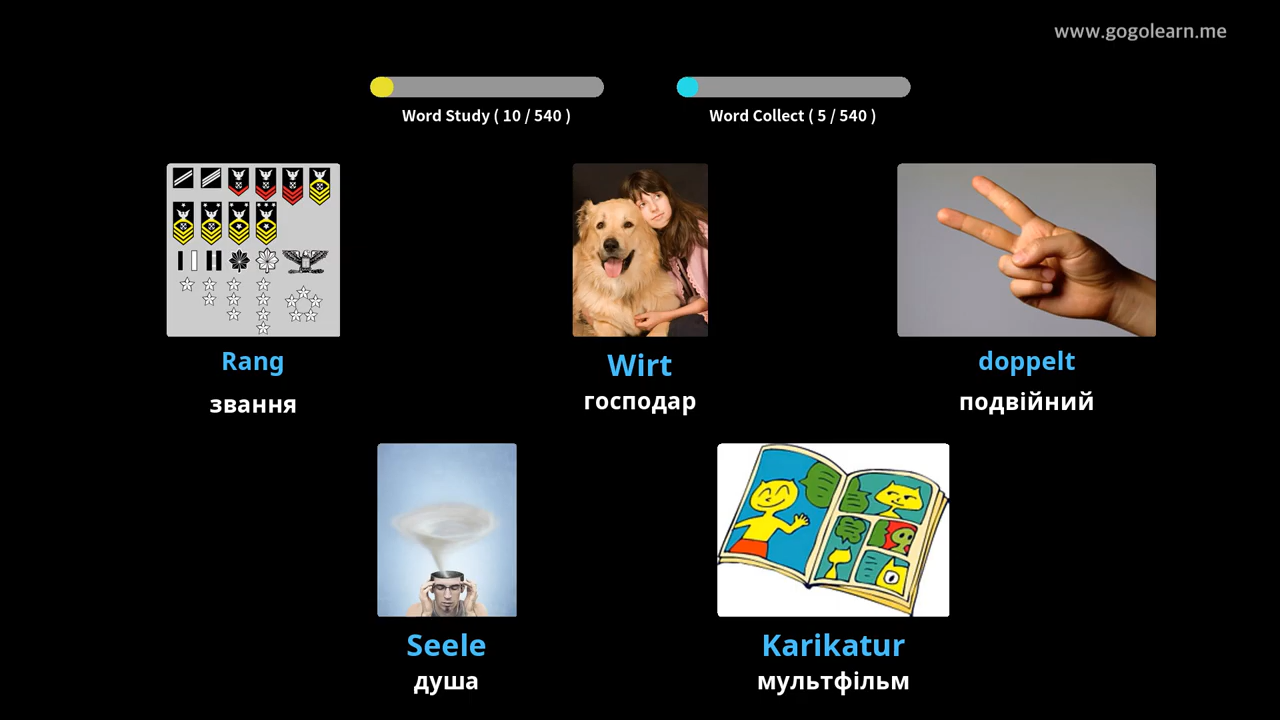 www.gogolearn.me
Word Study ( 10 / 540 )
Word Collect ( 5 / 540 )
Rang
звання
Wirt
господар
doppelt
подвійний
Seele
душа
Karikatur
мультфільм